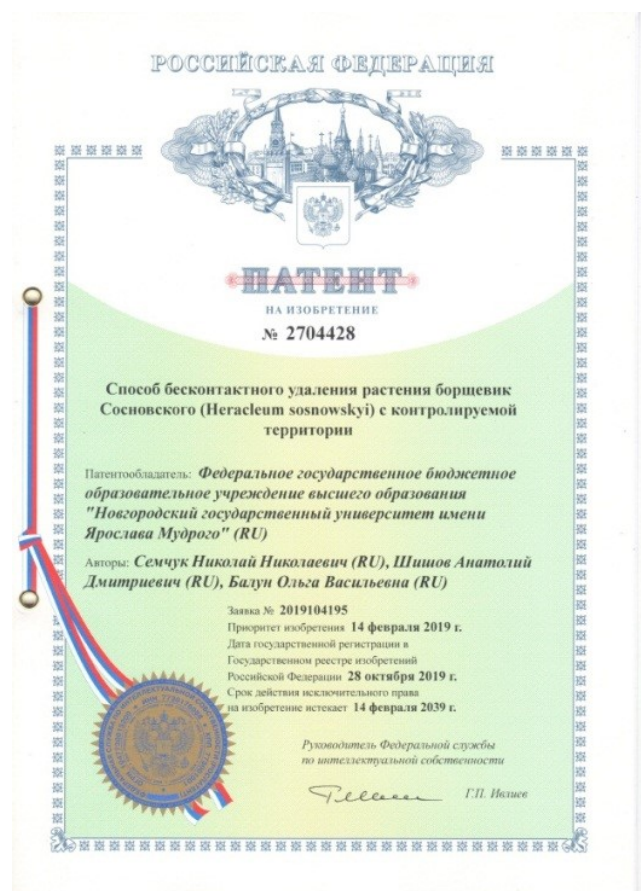 РОССИЙСКАЯ ФЕДЕРАЦИЯ
ПАТЕНТ
НА ИЗОБРЕТЕНИЕ
№ 2704428
Способ бесконтактного удаления растения борщевик
Сосновского (Heracleum sosnowskyi) с контролируемой
территории
Патентообладатель: Федеральное государственное бюджетное
образовательное учреждение высшего образования
"Новгородский государственный университет имени
Ярослава Мудрого" (RU)
Авторы: Семчук Николай Николаевич (RU), Шишов Анатолий
Дмитриевич (RU), Балун Ольга Васильевна (RU)
Заявка № 2019104195
Приоритет изобретения 14 февраля 2019 г.
Дата государственной регистрации в
Государственном реестре изобретений
Российской Федерации 28 октября 2019 г.
Срок действия исключительного права
на изобретение истекает 14 февраля 2039 г.
Руководитель Федеральной службы
по интеллектуальной собственности
Г.П. Ивлиев